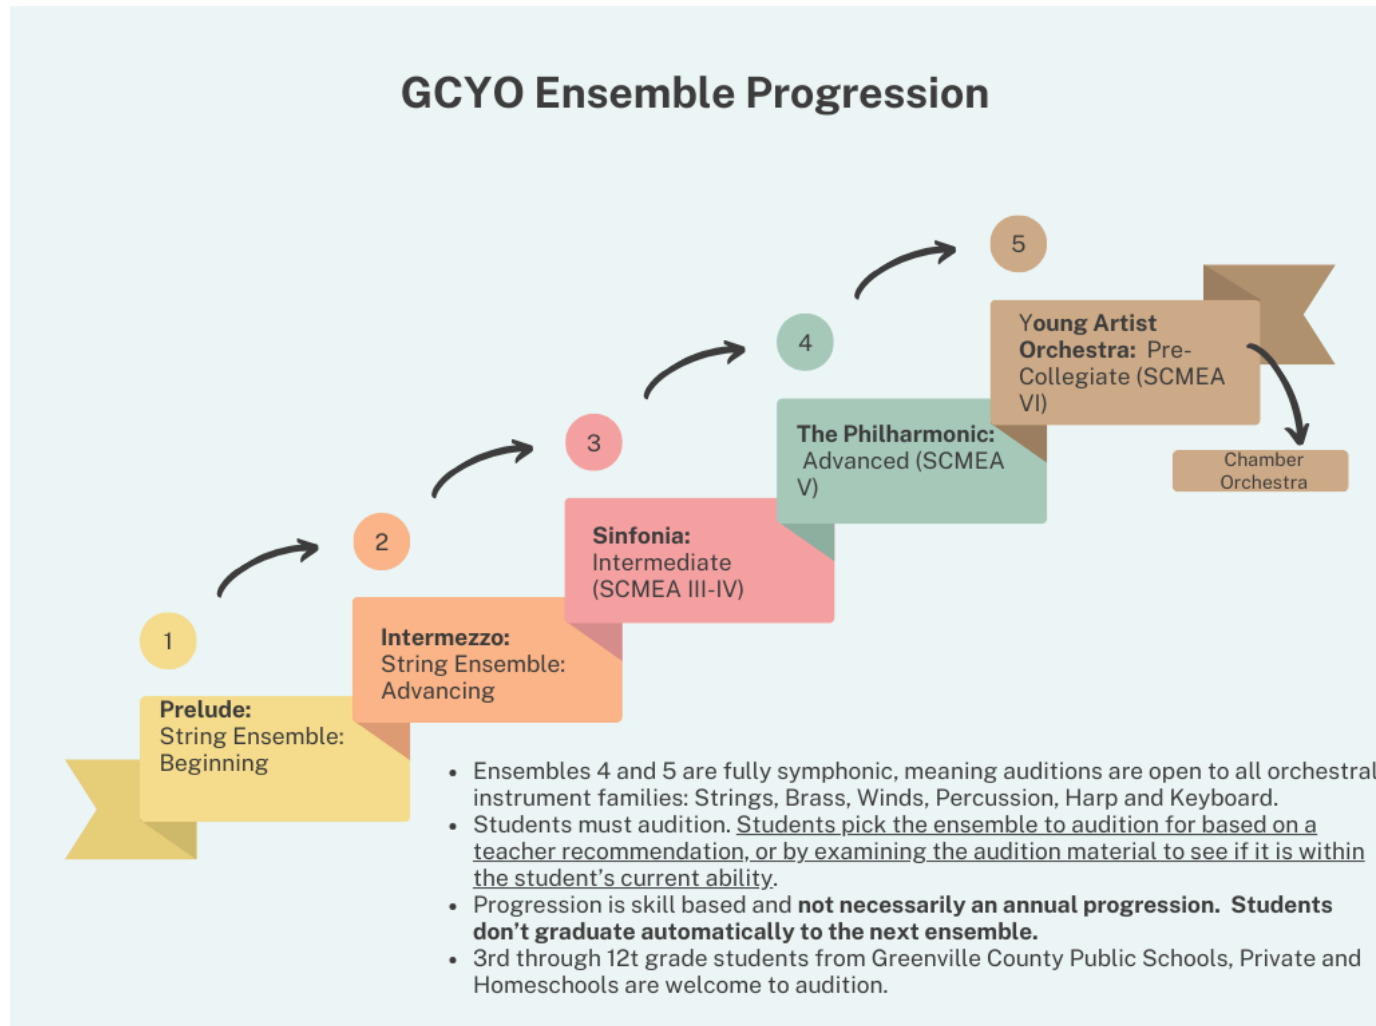 GCYO Ensemble Progression
5
Young Artist
Orchestra: Pre-
Collegiate (SCMEA
VI)
Chamber
Orchestra
4
The Philharmonic:
Advanced (SCMEA
V)
3
Sinfonia:
Intermediate
(SCMEA III-IV)
2
Intermezzo:
String Ensemble:
Advancing
1
Prelude:
String Ensemble:
Beginning
• Ensembles 4 and 5 are fully symphonic, meaning auditions are open to all orchestral
instrument families: Strings, Brass, Winds, Percussion, Harp and Keyboard.
• Students must audition. Students pick the ensemble to audition for based on a
teacher recommendation, or by examining the audition material to see if it is within
the student's current ability.
• Progression is skill based and not necessarily an annual progression. Students
don't graduate automatically to the next ensemble.
• 3rd through 12t grade students from Greenville County Public Schools, Private and
Homeschools are welcome to audition.